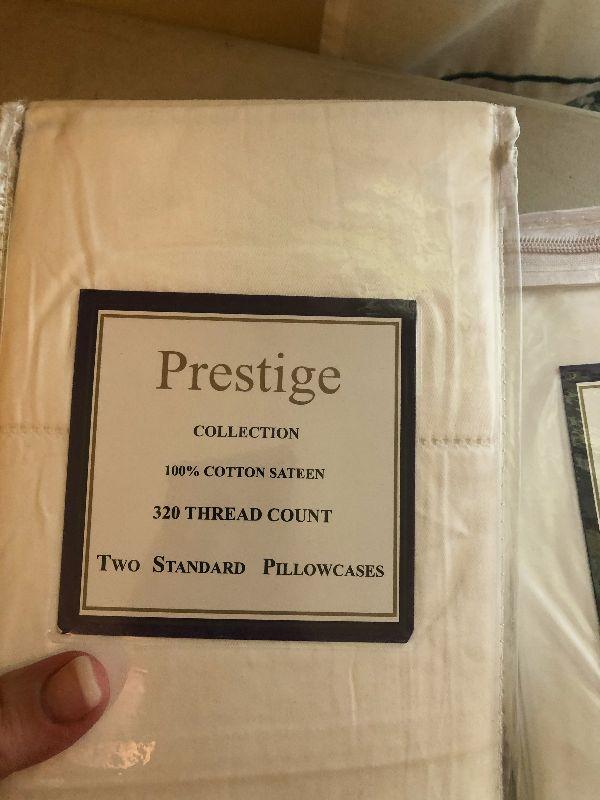 Prestige
COLLECTION
100% COTTON SATEEN
320 THREAD COUNT
TWO STANDARD PILLOWCASES